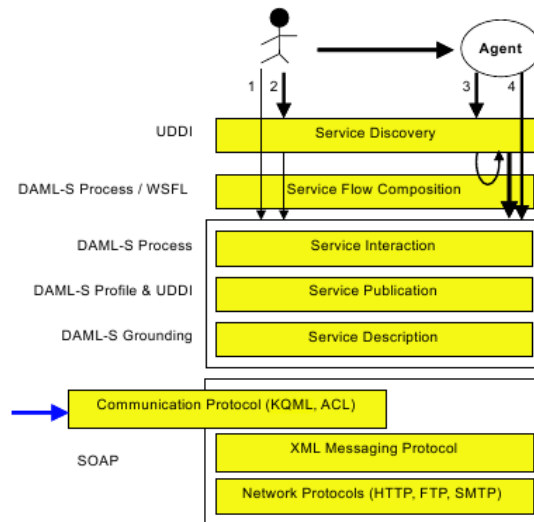 Agent
1
2
3
4
UDDI
Service Discovery
DAML-S Process / WSFL
Service Flow Composition
DAML-S Process
Service Interaction
DAML-S Profile & UDDI
Service Publication
DAML-S Grounding
Service Description
Communication Protocol (KQML, ACL)
SOAP
XML Messaging Protocol
Network Protocols (HTTP, FTP, SMTP)